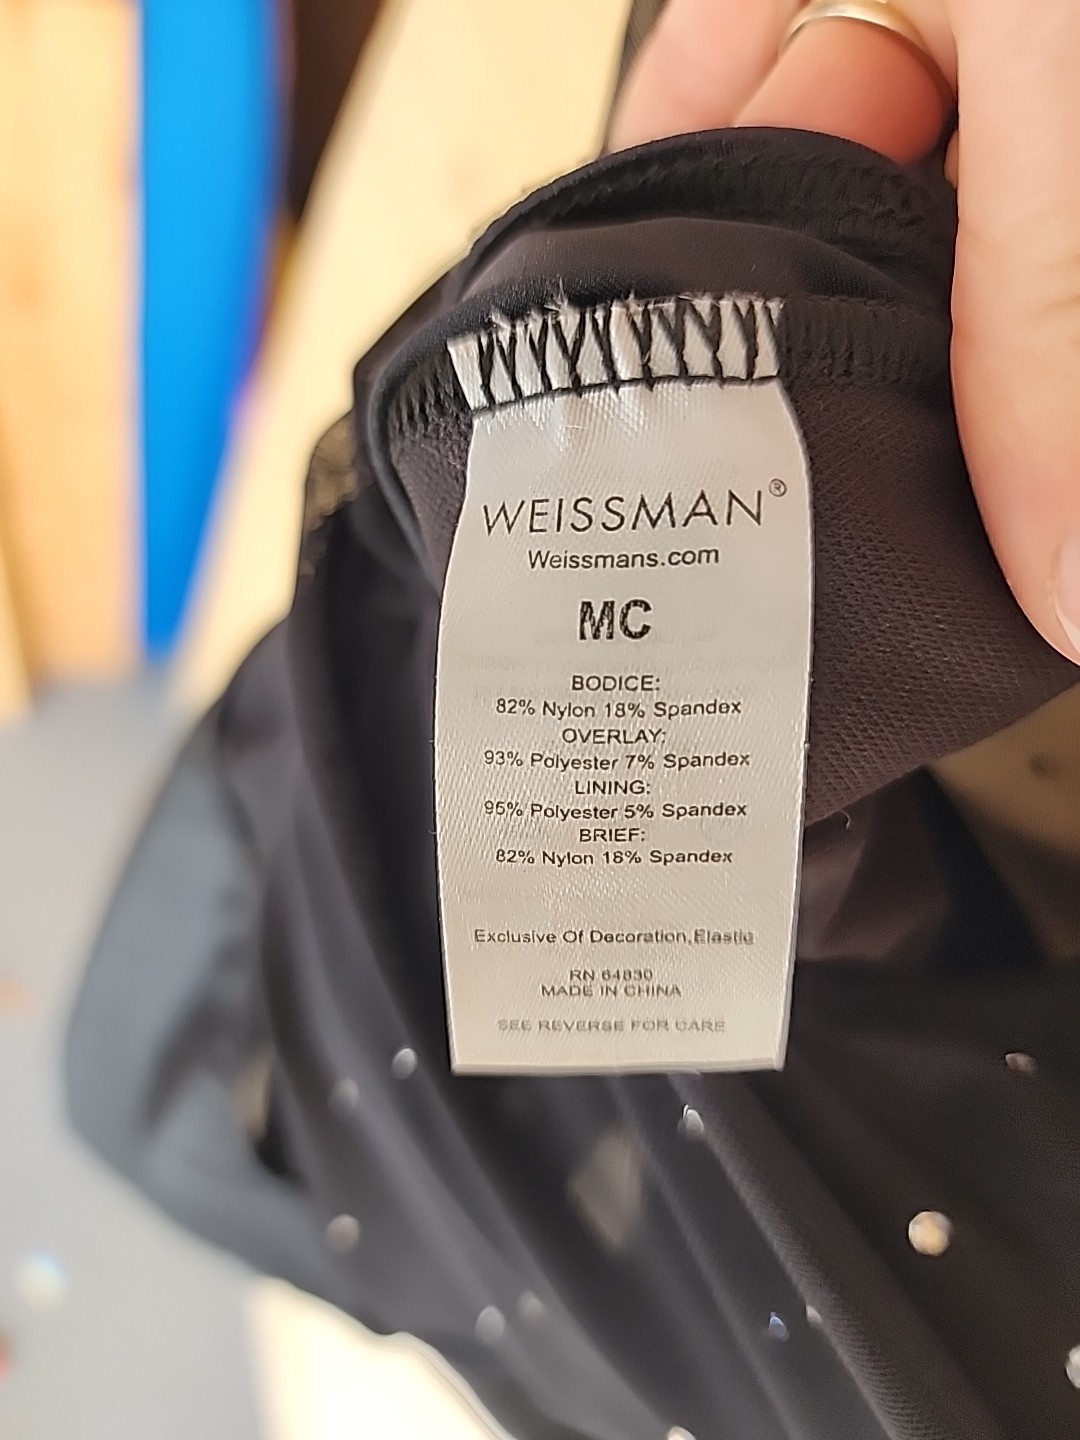 WEISSMAN®
Weissmans.com
MC
BODICE:
82% Nylon 18% Spandex
OVERLAY:
93% Polyester 7% Spandex
LINING:
95% Polyester 5% Spandex
BRIEF:
82% Nylon 18% Spandex
Exclusive Of Decoration,Elastic
RN 64830
MADE IN CHINA
SEE REVERSE FOR CARE